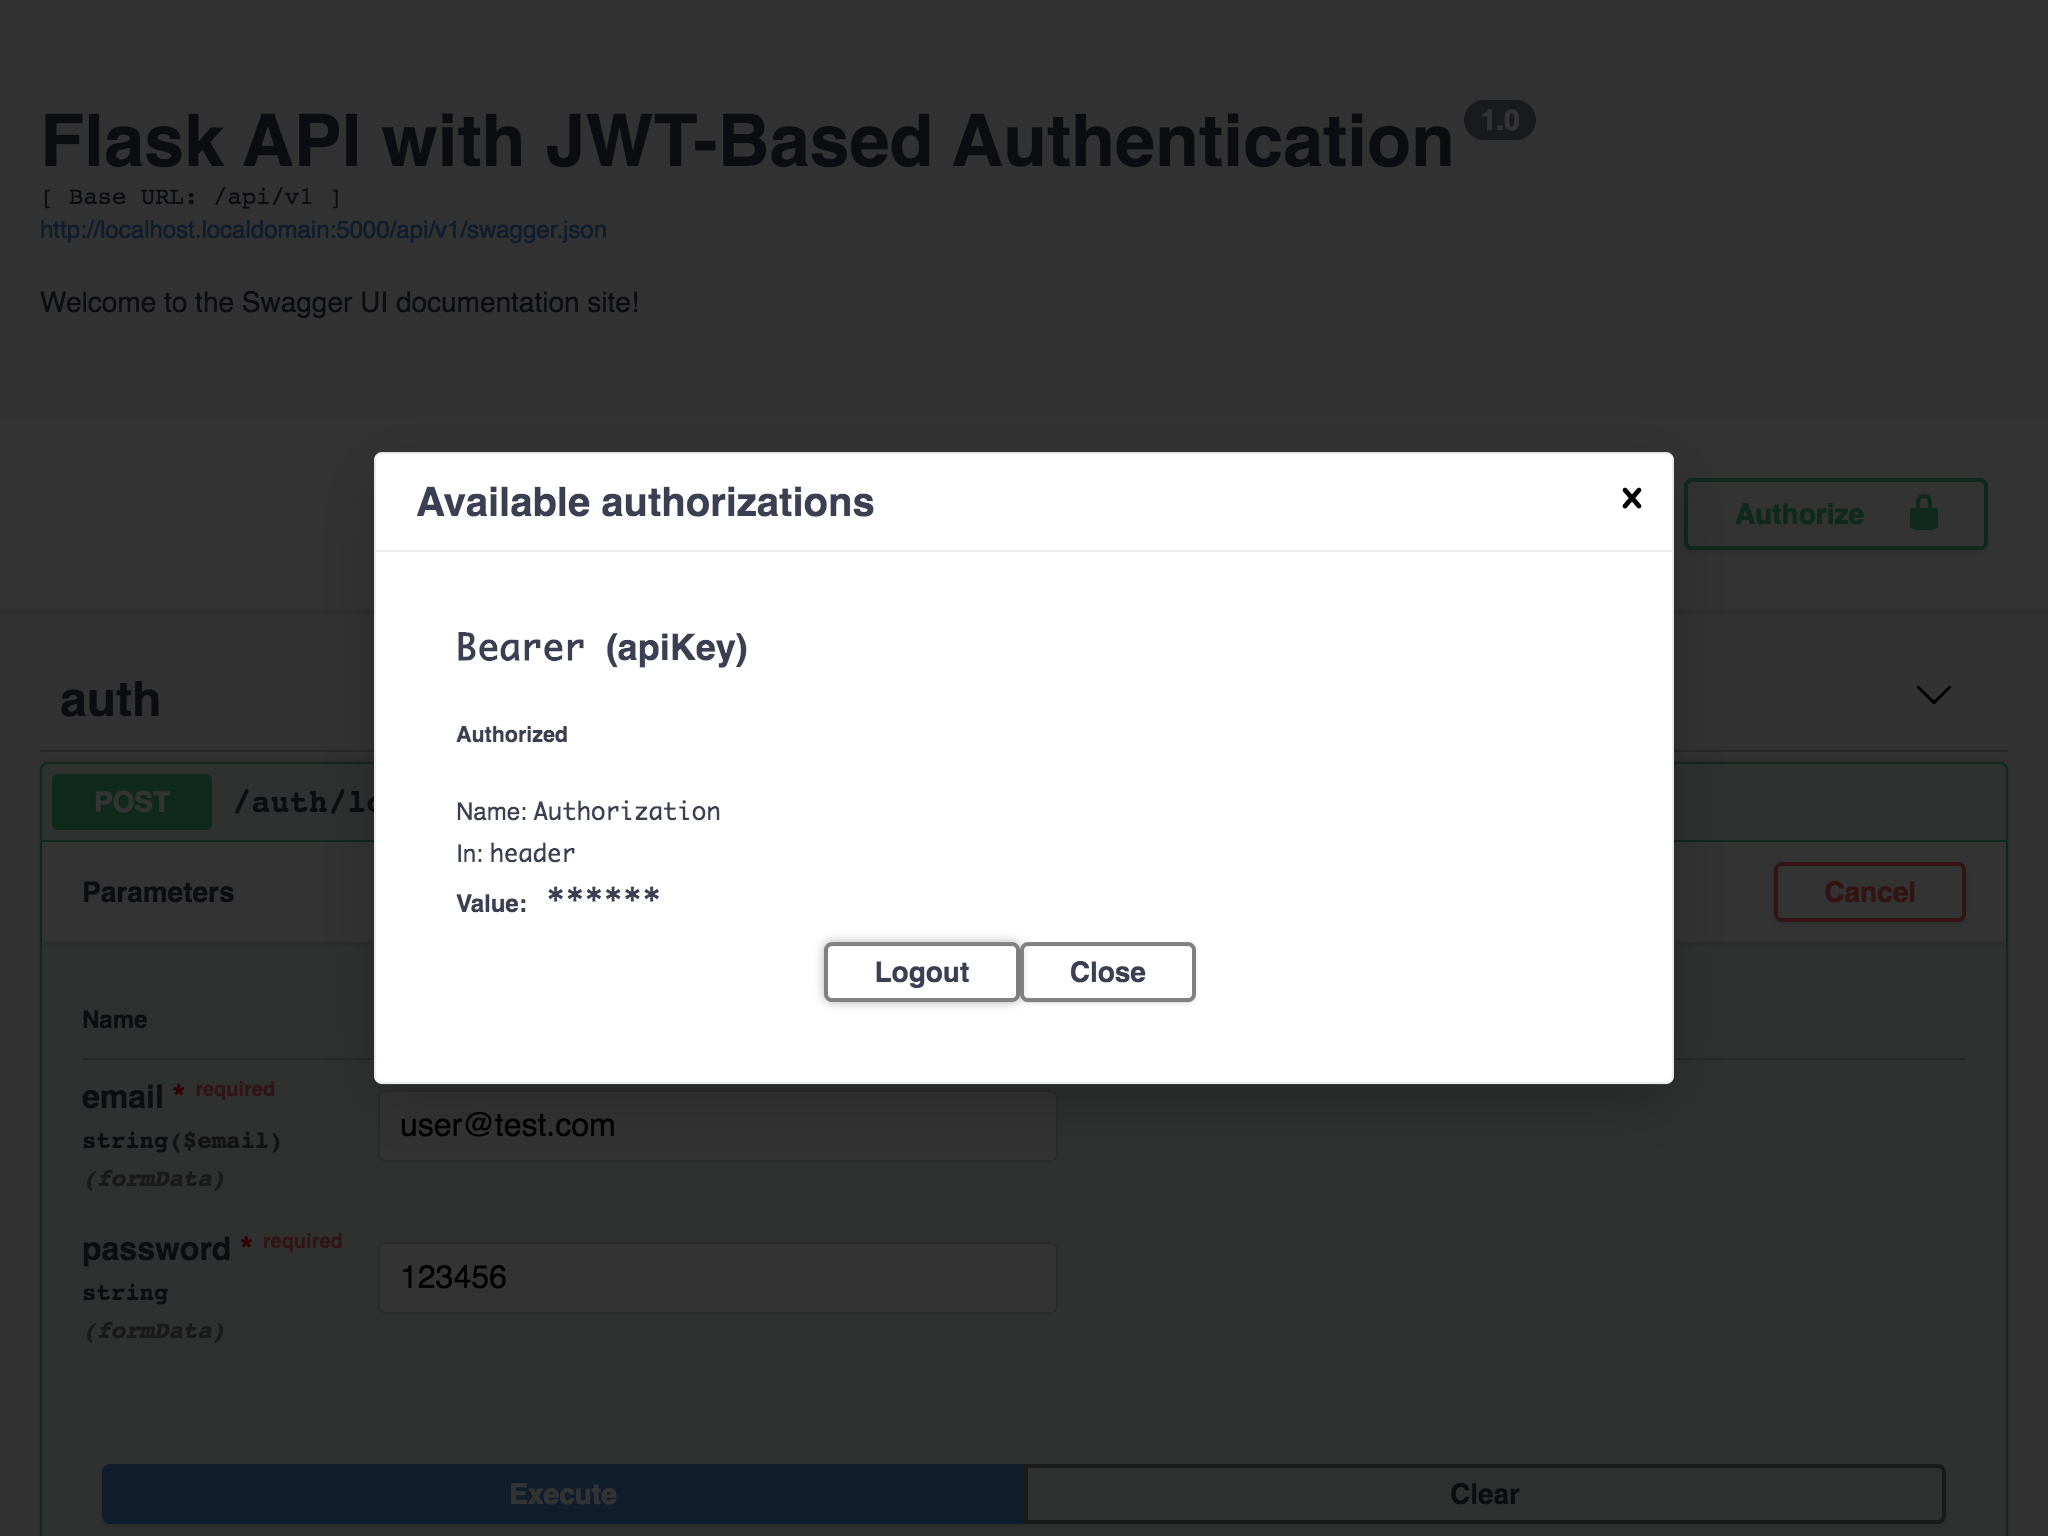 Flask API with JWT-Based Authentication 1.0
[ Base URL: /api/v1 ]
http://localhost.localdomain:5000/api/v1/swagger.json
Welcome to the Swagger UI documentation site!
Authorize
Available authorizations
Bearer (apiKey)
Authorized
Name: Authorization
In: header
Value: ******
Logout Close
auth
POST
Parameters
Cancel
Name
email * required
string($email)
(formData)
user@test.com
password * required
string
(formData)
123456
Execute Clear